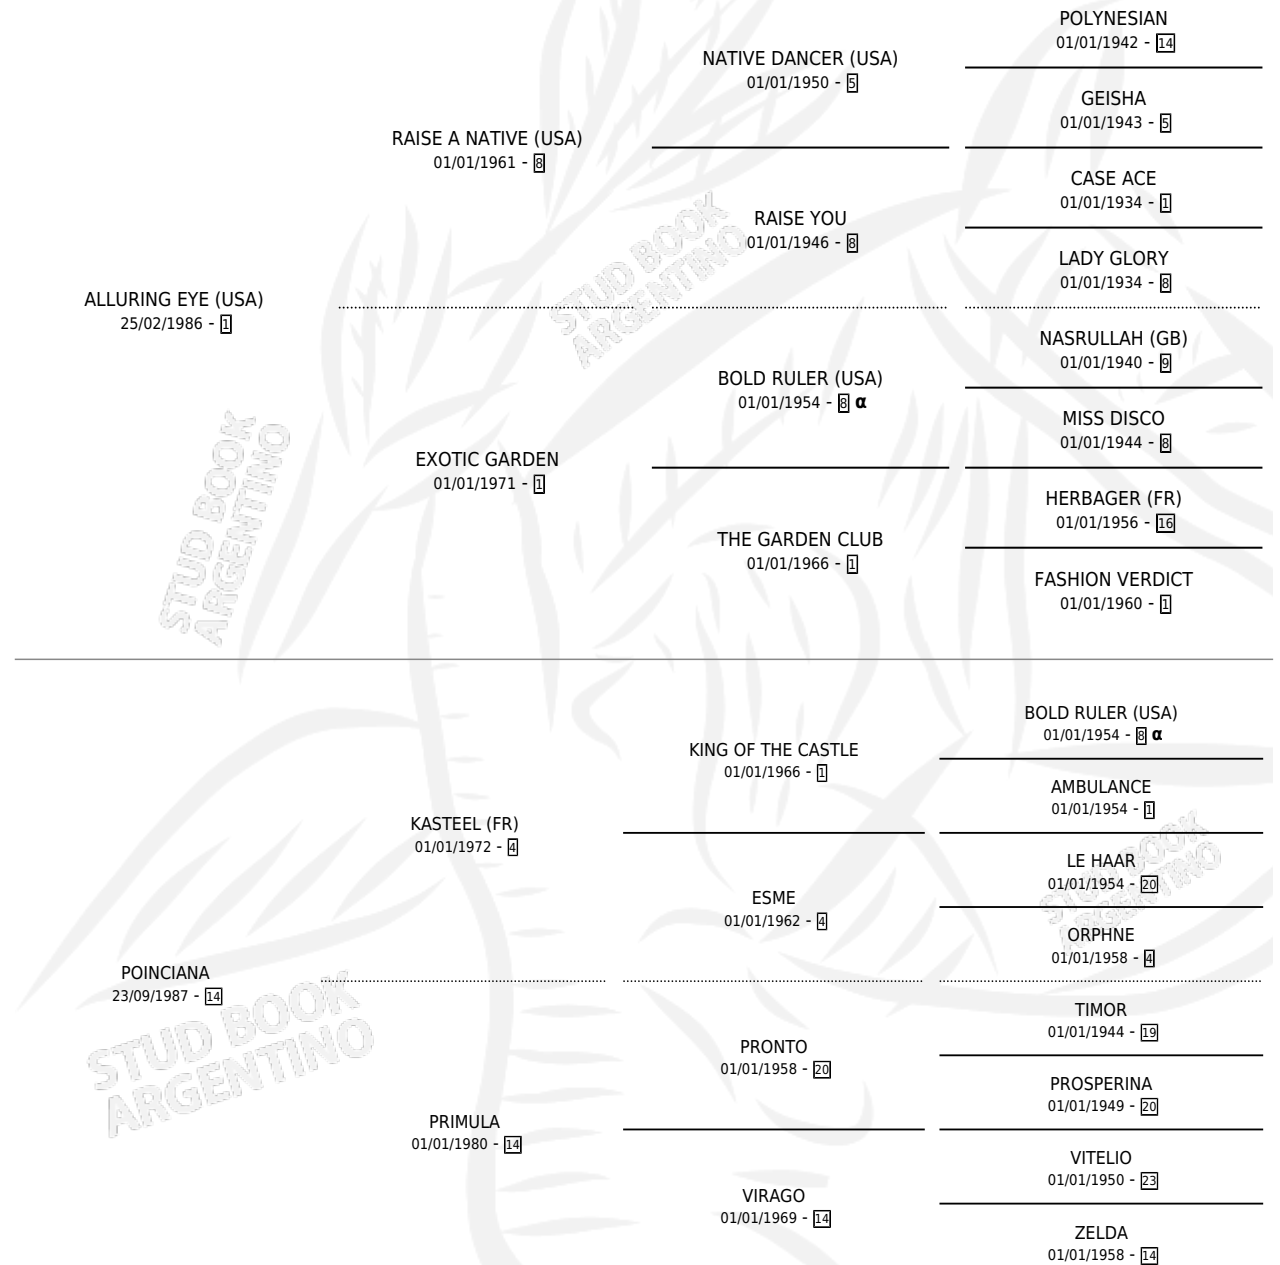 POLYNESIAN
01/01/1942 - 14
NATIVE DANCER (USA)
01/01/1950 - 5
GEISHA
01/01/1943 - 5
RAISE A NATIVE (USA)
01/01/1961 - 8
CASE ACE
01/01/1934 - 1
RAISE YOU
01/01/1946 - 8
LADY GLORY
01/01/1934 - 8
ALLURING EYE (USA)
25/02/1986 - 1
NASRULLAH (GB)
01/01/1940 - 9
BOLD RULER (USA)
01/01/1954 - 8 α
MISS DISCO
01/01/1944 - 8
EXOTIC GARDEN
01/01/1971 - 1
HERBAGER (FR)
01/01/1956 - 16
THE GARDEN CLUB
01/01/1966 - 1
FASHION VERDICT
01/01/1960 - 1
BOLD RULER (USA)
01/01/1954 - 8 α
KING OF THE CASTLE
01/01/1966 - 1
AMBULANCE
01/01/1954 - 1
KASTEEL (FR)
01/01/1972 - 4
LE HAAR
01/01/1954 - 20
ESME
01/01/1962 - 4
ORPHNE
01/01/1958 - 4
POINCIANA
23/09/1987 - 14
TIMOR
01/01/1944 - 19
PRONTO
01/01/1958 - 20
PROSPERINA
01/01/1949 - 20
PRIMULA
01/01/1980 - 14
VITELIO
01/01/1950 - 23
VIRAGO
01/01/1969 - 14
ZELDA
01/01/1958 - 14
STUD BOOK
ARGENTINO
STUD BOOK
ARGENTINO
STUD BOOK
ARGENTINO
STUD BOOK
ARGENTINO